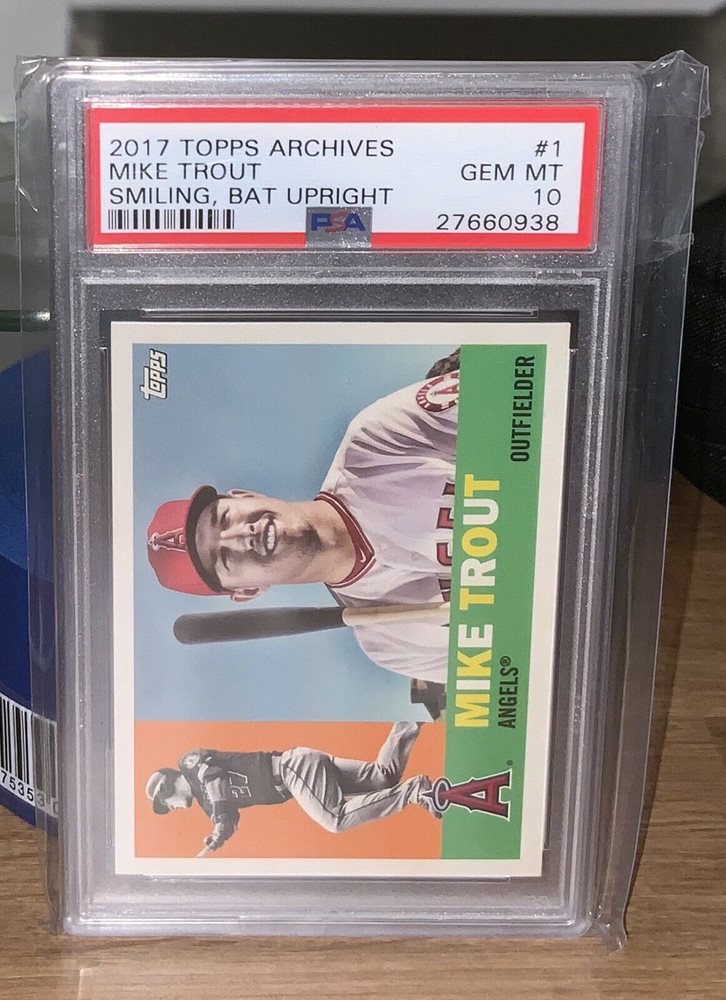 2017 TOPPS ARCHIVES #1
MIKE TROUT GEM MT
SMILING, BAT UPRIGHT 10
PSA 27660938
topps
OUTFIELDER
MIKE TROUT
ANGELS®
A
37